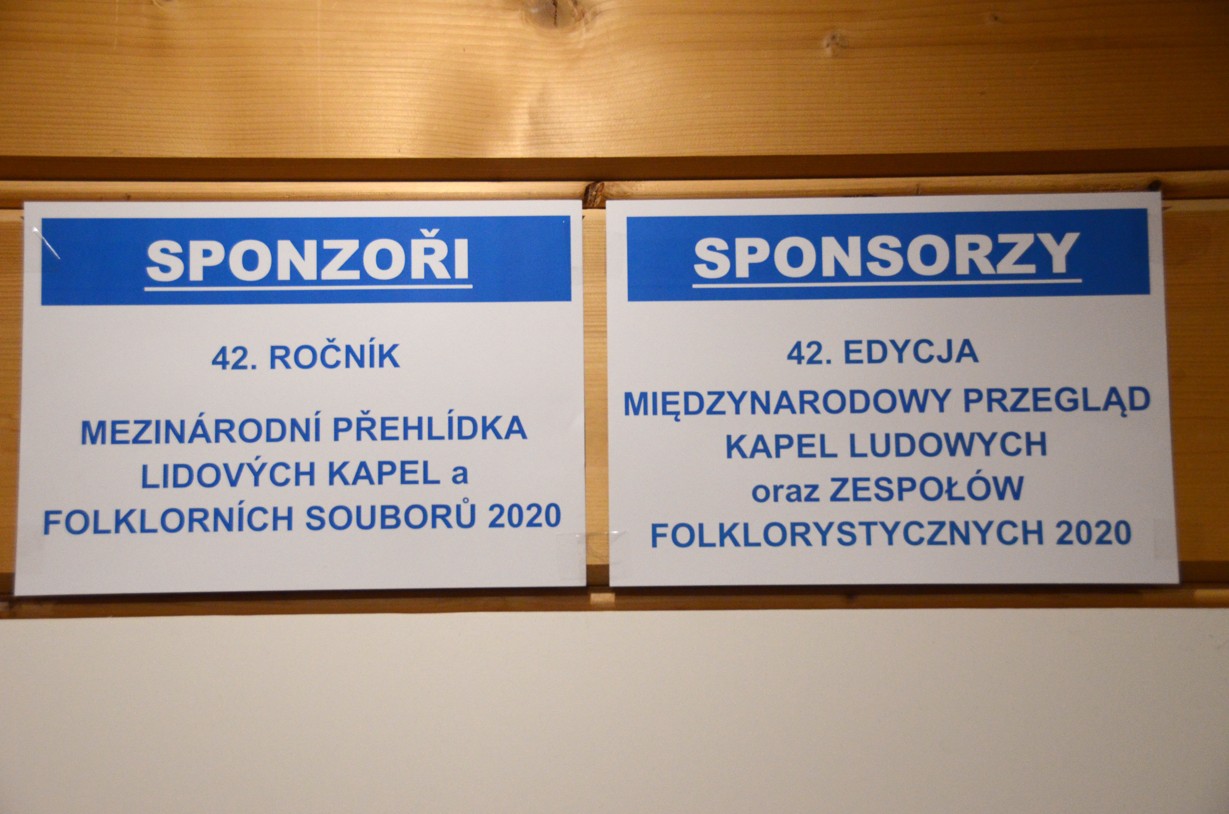 SPONZOŘI
42. ROČNÍK
MEZINÁRODNÍ PŘEHLÍDKA
LIDOVÝCH KAPEL a
FOLKLORNÍCH SOUBORŮ 2020
SPONSORZY
42. EDYCJA
MIĘDZYNARODOWY PRZEGLĄD
KAPEL LUDOWYCH
oraz ZESPOŁÓW
FOLKLORYSTYCZNYCH 2020